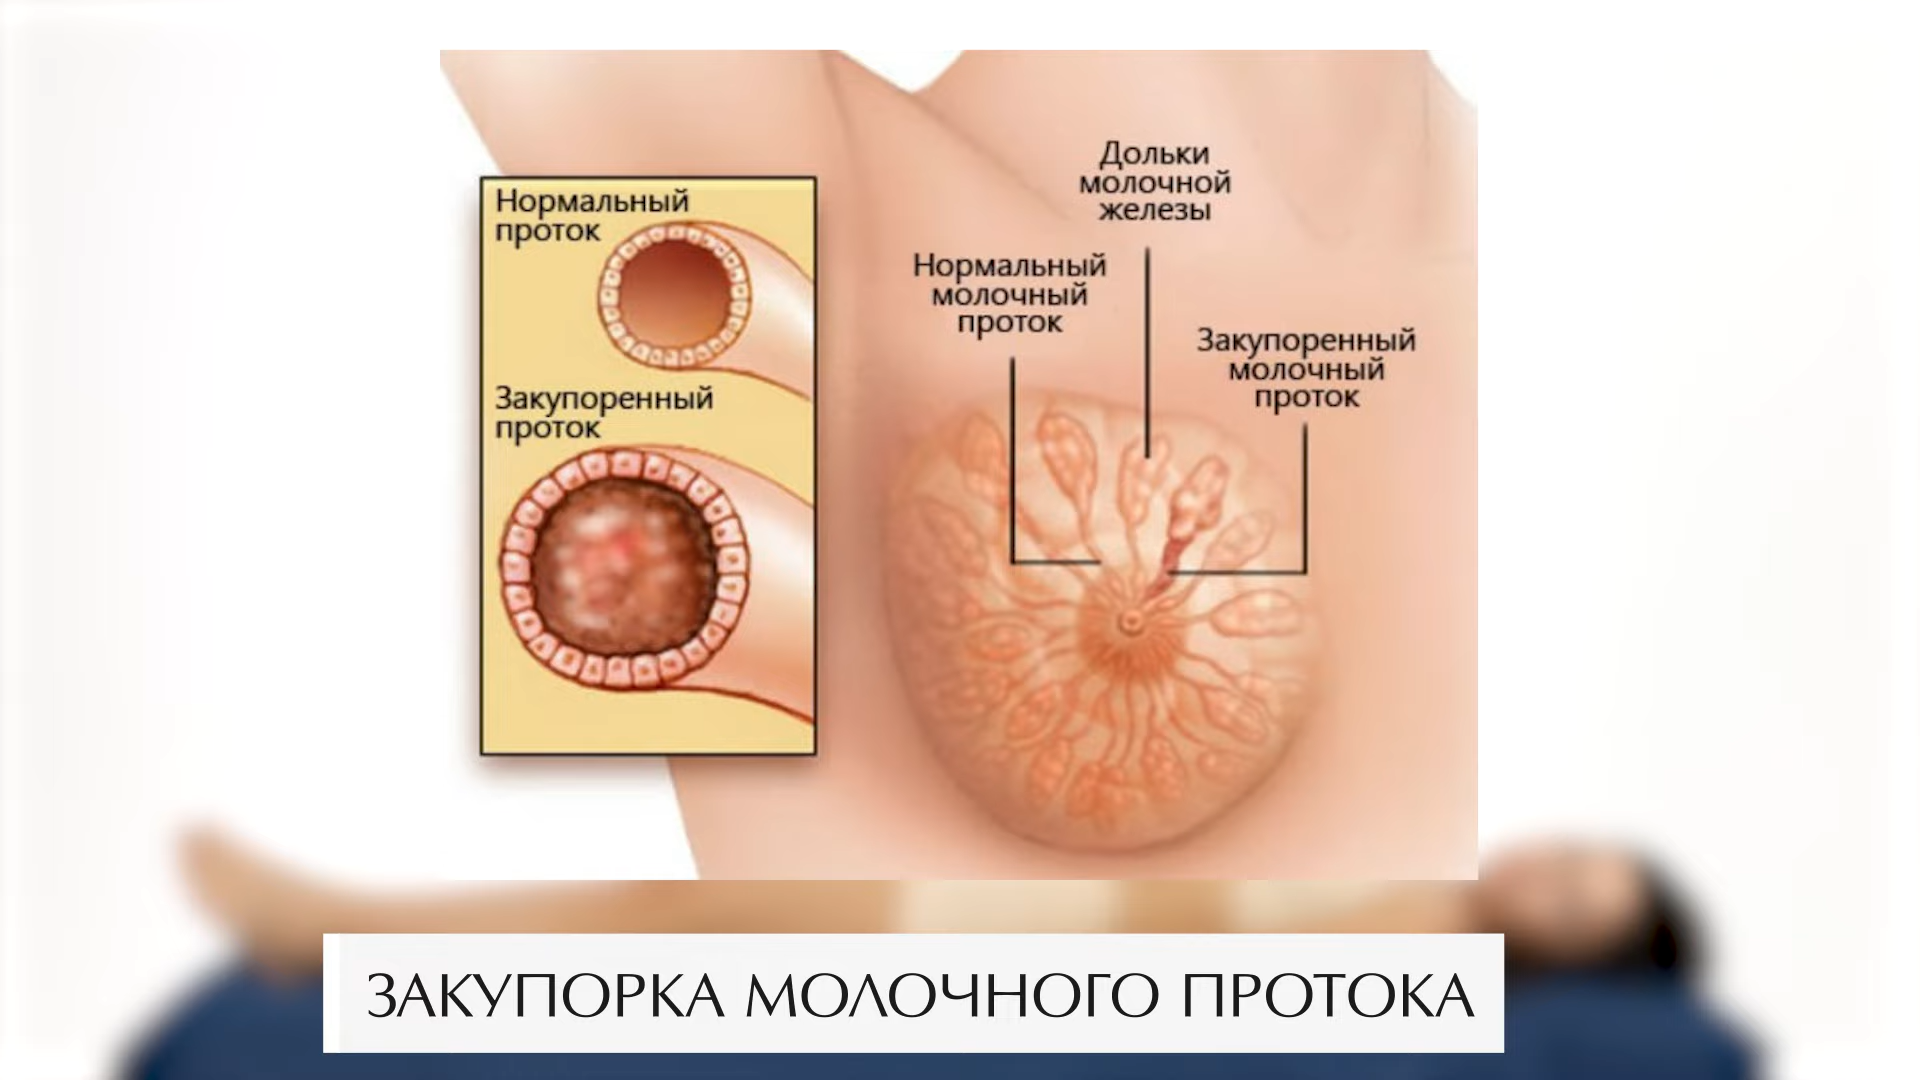 Нормальный
проток
Закупоренный
проток
Дольки
молочной
железы
Нормальный
молочный
проток
Закупоренный
молочный
проток
ЗАКУПОРКА МОЛОЧНОГО ПРОТОКА